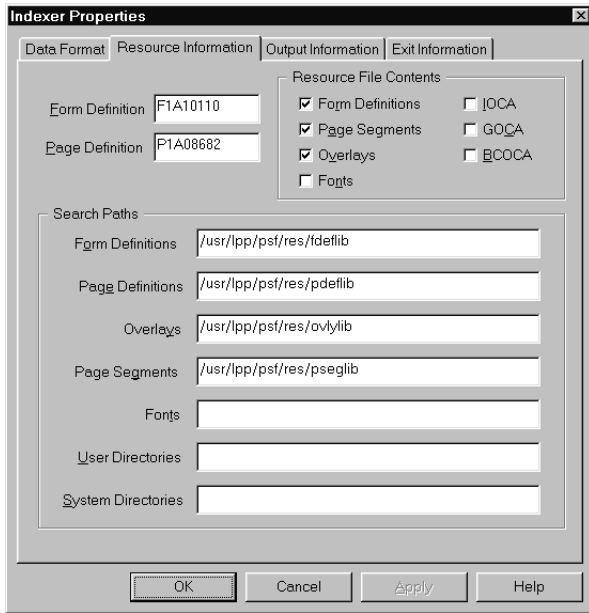 Indexer Properties
Data Format Resource Information Output Information Exit Information
Resource File Contents
Form Definition F1A10110
Page Definition P1A08682
Form Definitions IOCA
Page Segments GOCA
Overlays BCOCA
Fonts
Search Paths
Form Definitions /usr/lpp/psf/res/fdeflib
Page Definitions /usr/lpp/psf/res/pdeflib
Overlays /usr/lpp/psf/res/ovlylib
Page Segments /usr/lpp/psf/res/pseglib
Fonts
User Directories
System Directories
OK Cancel Apply Help